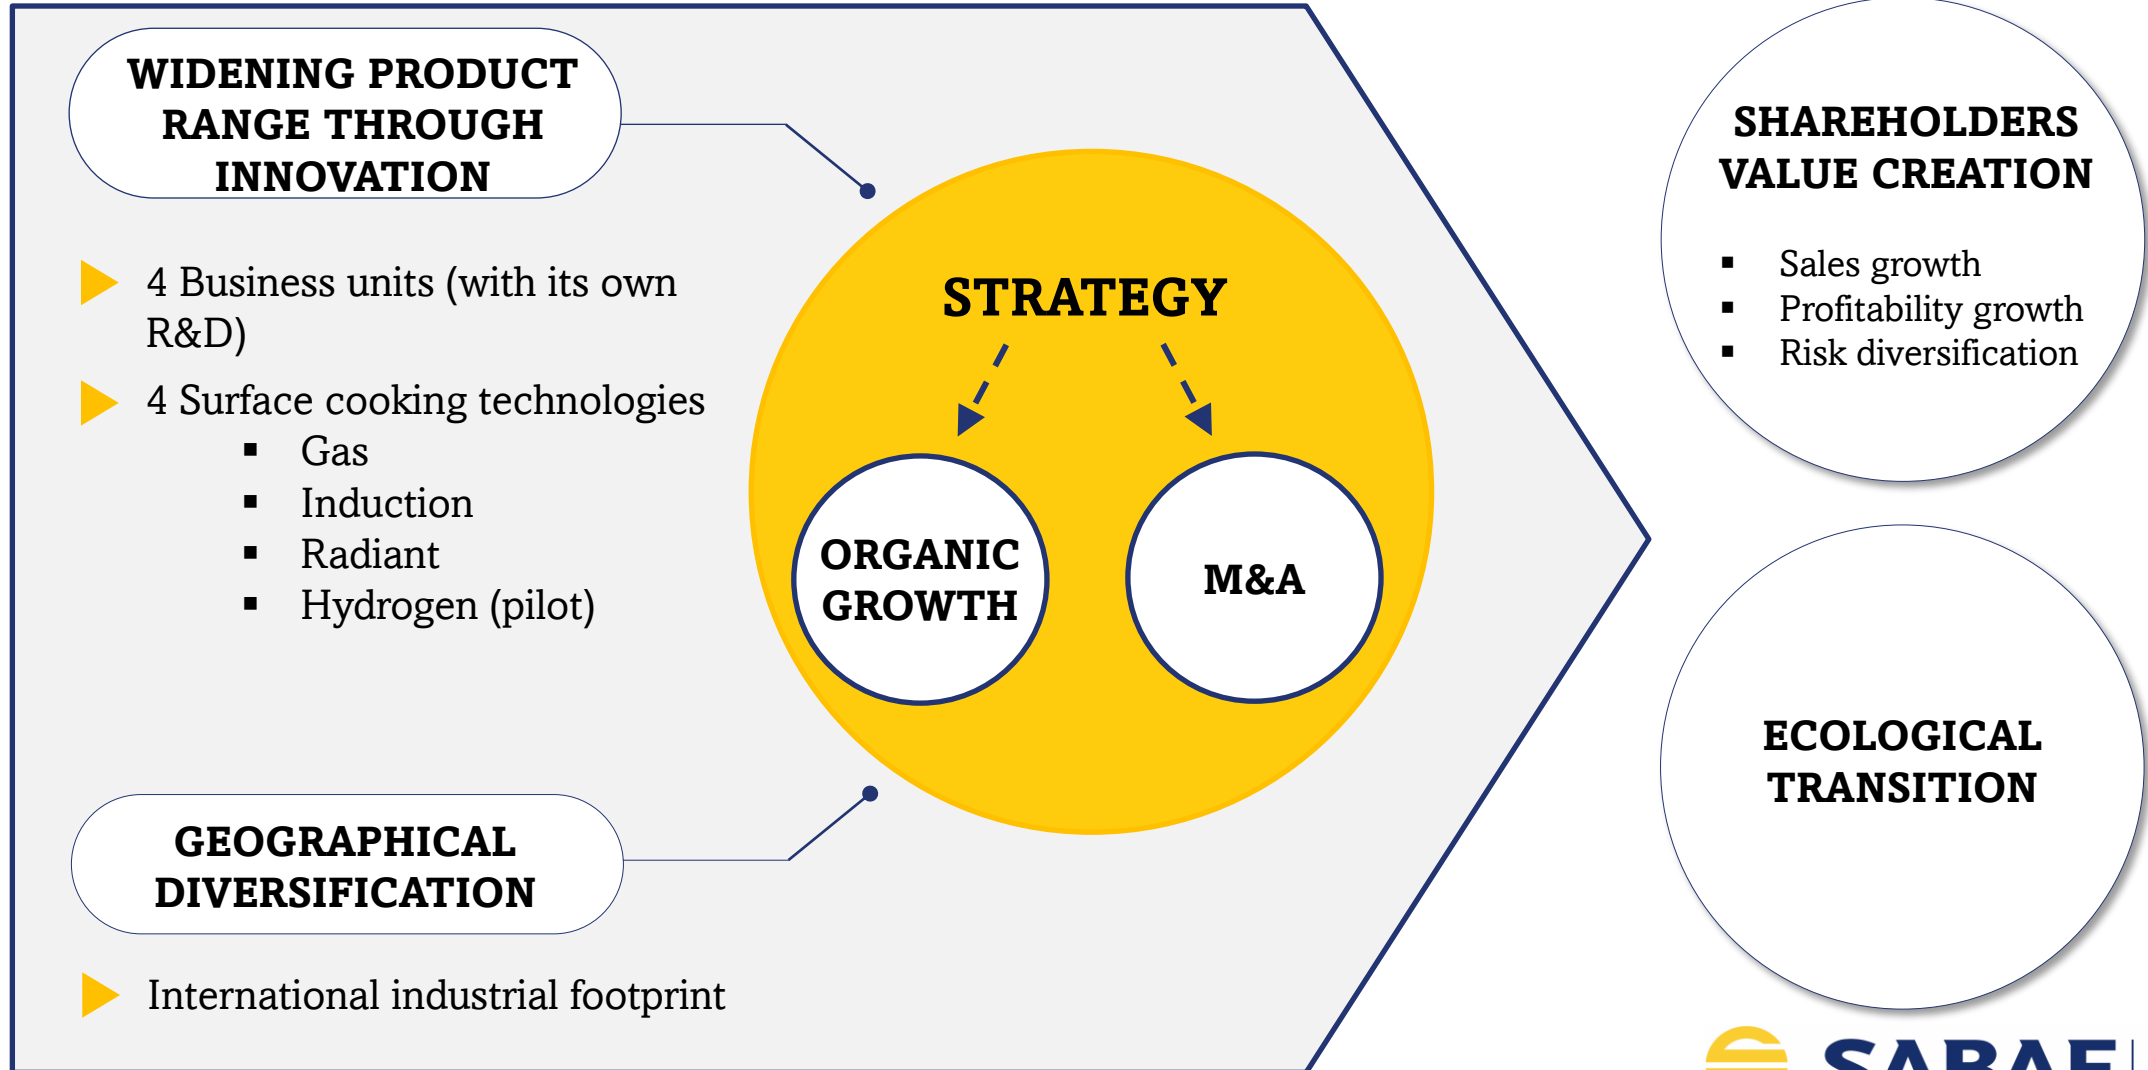 WIDENING PRODUCT
RANGE THROUGH
INNOVATION
4 Business units (with its own
R&D)
4 Surface cooking technologies
▪ Gas
▪ Induction
▪ Radiant
▪ Hydrogen (pilot)
GEOGRAPHICAL
DIVERSIFICATION
International industrial footprint
STRATEGY
ORGANIC
GROWTH
M&A
SHAREHOLDERS
VALUE CREATION
▪ Sales growth
▪ Profitability growth
▪ Risk diversification
ECOLOGICAL
TRANSITION
SABAF